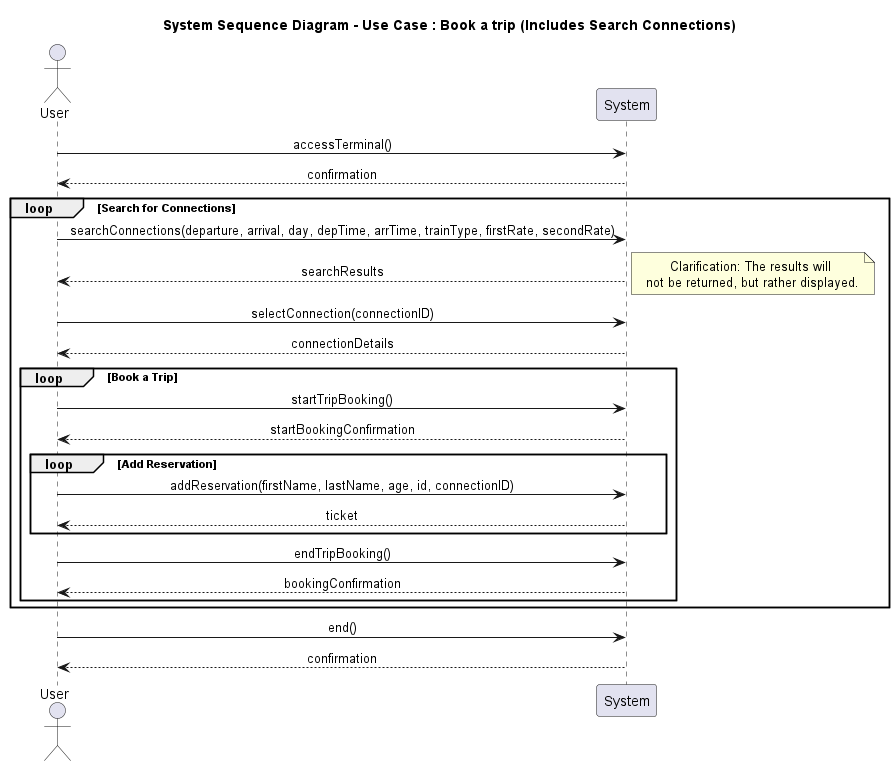 System Sequence Diagram - Use Case : Book a trip (Includes Search Connections)
User
System
accessTerminal()
confirmation
loop [Search for Connections]
searchConnections(departure, arrival, day, depTime, arrTime, trainType, firstRate, secondRate)
Clarification: The results will
not be returned, but rather displayed.
searchResults
selectConnection(connectionID)
connectionDetails
loop [Book a Trip]
startTripBooking()
startBookingConfirmation
loop [Add Reservation]
addReservation(firstName, lastName, age, id, connectionID)
ticket
endTripBooking()
bookingConfirmation
end()
confirmation
User
System